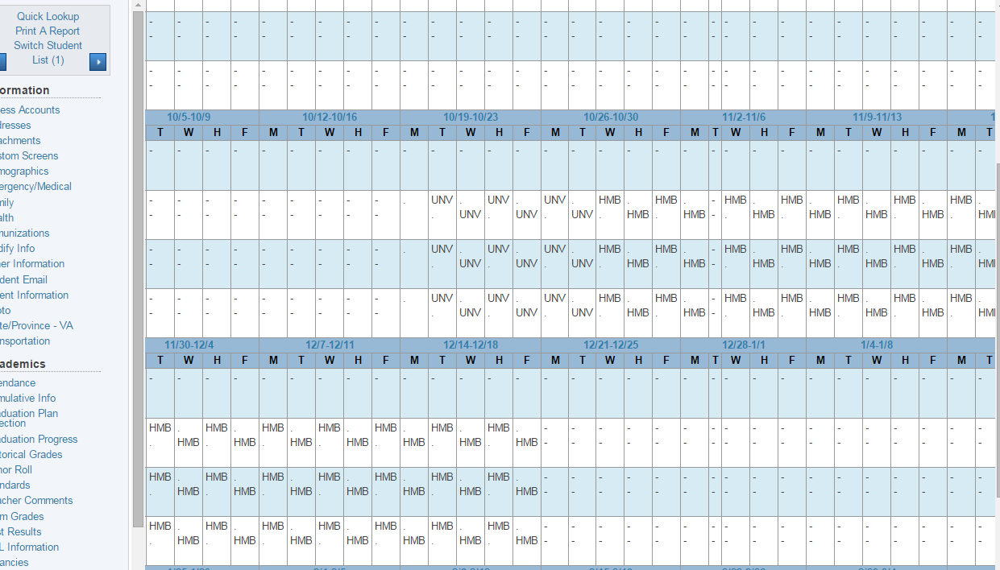 Quick Lookup
Print A Report
Switch Student
List (1)
ormation
ess Accounts
dresses
achments
stom Screens
mographics
ergency/Medical
mily
alth
munizations
dify Info
er Information
dent Email
ent Information
oto
te/Province - VA
nsportation
ademics
endance
mulative Info
aduation Plan
ection
aduation Progress
torical Grades
nor Roll
ndards
acher Comments
m Grades
st Results
L Information
ancies
- - - - - - - - - - - - - - - - - - - - - - - - - - - - - - -
- - - - - - - - - - - - - - - - - - - - - - - - - - - - - - -
- - - - - - - - - - - - - - - - - - - - - - - - - - - - - - -
- - - - - - - - - - - - - - - - - - - - - - - - - - - - - - -
10/5-10/9 10/12-10/16 10/19-10/23 10/26-10/30 11/2-11/6 11/9-11/13 1
T W H F M T W H F M T W H F M T W H F M T W H F M T W H F M T
- - - - - - - - - - - - - - - - - - - - - - - - - - - - - - -
- - - - - - - - - . UNV . UNV . UNV . HMB . HMB . - HMB . HMB . HMB . HMB . HMB .
- - - - - - - - - . UNV . UNV . UNV . HMB . HMB - . HMB . HMB . HMB . HMB . HM
- - - - - - - - - . UNV . UNV . UNV . HMB . HMB . - HMB . HMB . HMB . HMB . HMB .
- - - - - - - - - . UNV . UNV . UNV . HMB . HMB - . HMB . HMB . HMB . HMB . HM
- - - - - - - - - . UNV . UNV . UNV . HMB . HMB . - HMB . HMB . HMB . HMB . HMB .
- - - - - - - - - . UNV . UNV . UNV . HMB . HMB - . HMB . HMB . HMB . HMB . HM
11/30-12/4 12/7-12/11 12/14-12/18 12/21-12/25 12/28-1/1 1/4-1/8
T W H F M T W H F M T W H F M T W H F M T W H F M T W H F M T
- - - - - - - - - - - - - - - - - - - - - - - - - - - - - - -
HMB . HMB . HMB . HMB . HMB . HMB . HMB . - - - - - - - - - - - - - - - - -
. HMB . HMB . HMB . HMB . HMB . HMB . HMB - - - - - - - - - - - - - - - - -
HMB . HMB . HMB . HMB . HMB . HMB . HMB . - - - - - - - - - - - - - - - - -
. HMB . HMB . HMB . HMB . HMB . HMB . HMB - - - - - - - - - - - - - - - - -
HMB . HMB . HMB . HMB . HMB . HMB . HMB . - - - - - - - - - - - - - - - - -
. HMB . HMB . HMB . HMB . HMB . HMB . HMB - - - - - - - - - - - - - - - - -